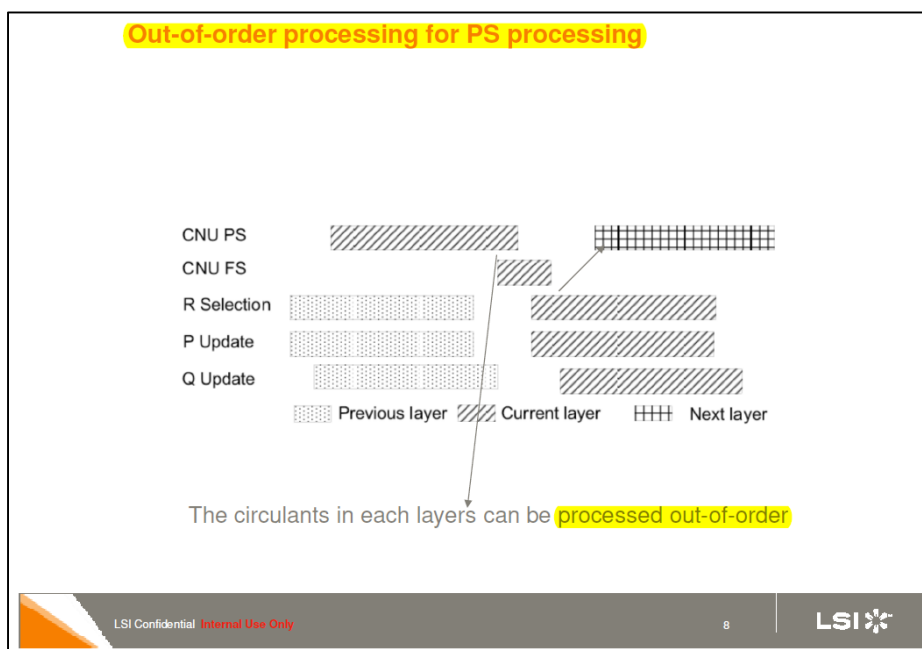 Out-of-order processing for PS processing
CNU PS
CNU FS
R Selection
P Update
Q Update
Previous layer Current layer Next layer
The circulants in each layers can be processed out-of-order
LSI Confidential Internal Use Only 8 LSI